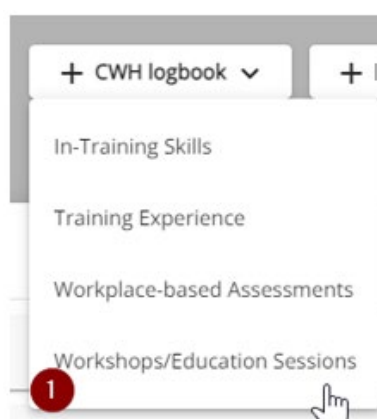 + CWH logbook
+
In-Training Skills
Training Experience
Workplace-based Assessments
Workshops/Education Sessions
1